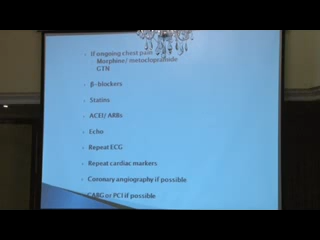 If ongoing chest pain
Morphine/ metoclopramide
GTN
β-blockers
Statins
ACEI/ ARBs
Echo
Repeat ECG
Repeat cardiac markers
Coronary angiography if possible
CABG or PCI if possible